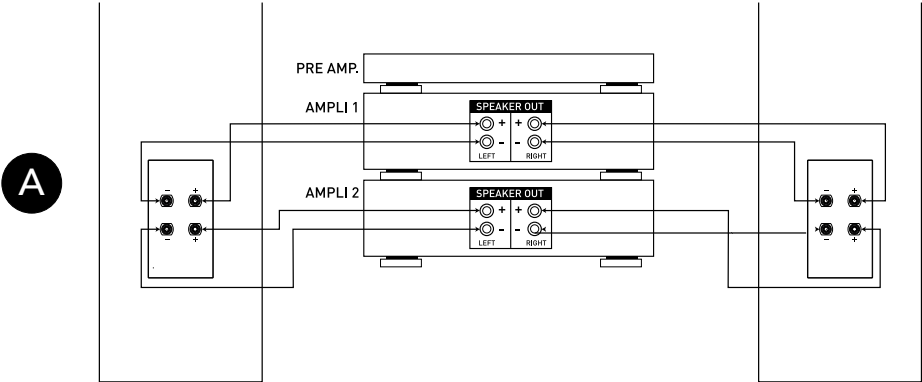 PRE AMP.
AMPLI 1
SPEAKER OUT
+ +
- -
LEFT RIGHT
A
- +
- +
- +
- +
AMPLI 2
SPEAKER OUT
+ +
- -
LEFT RIGHT